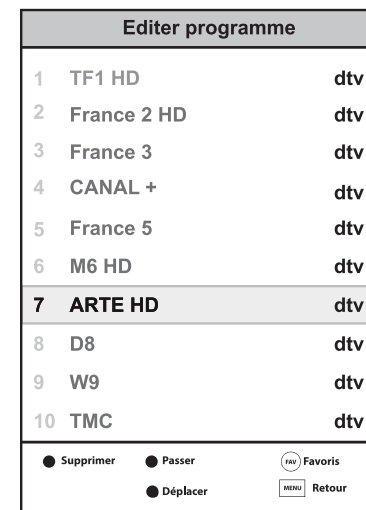 Editer programme
1 TF1 HD dtv
2 France 2 HD dtv
3 France 3 dtv
4 CANAL + dtv
5 France 5 dtv
6 M6 HD dtv
7 ARTE HD dtv
8 D8 dtv
9 W9 dtv
10 TMC dtv
Supprimer Passer FAV Favoris
Déplacer MENU Retour